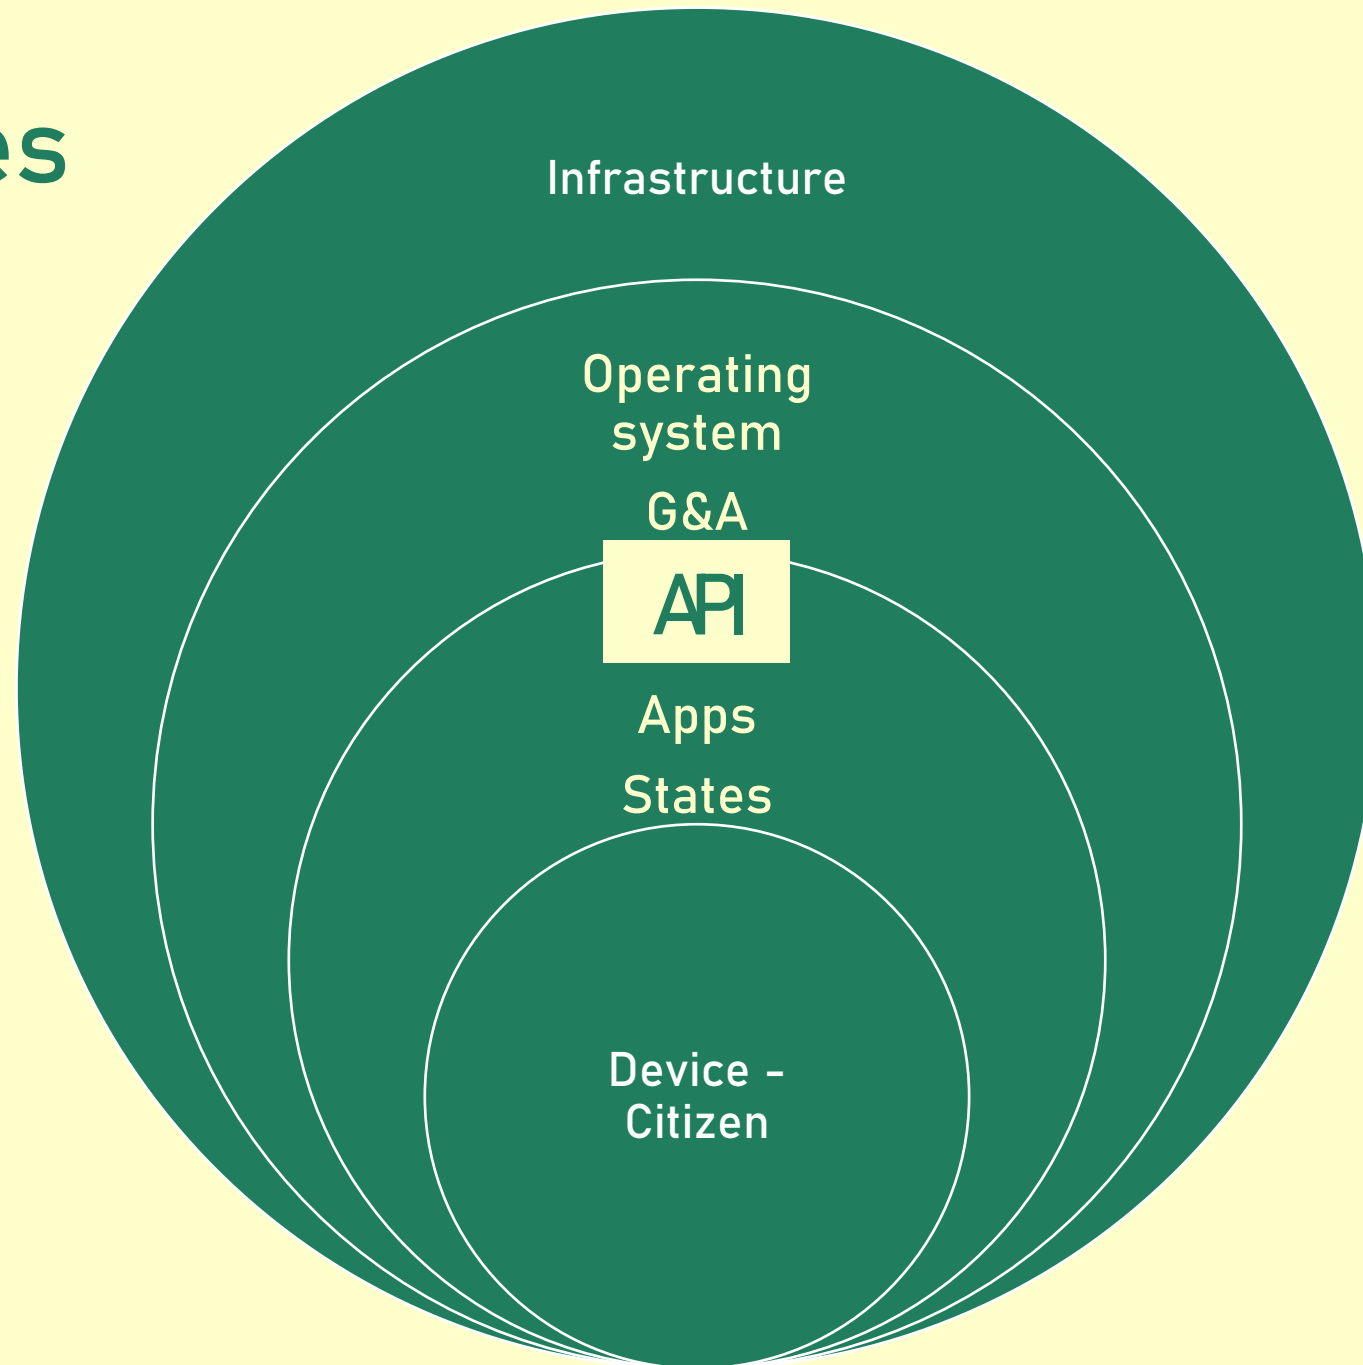 es
Infrastructure
Operating
system
G&A
API
Apps
States
Device -
Citizen